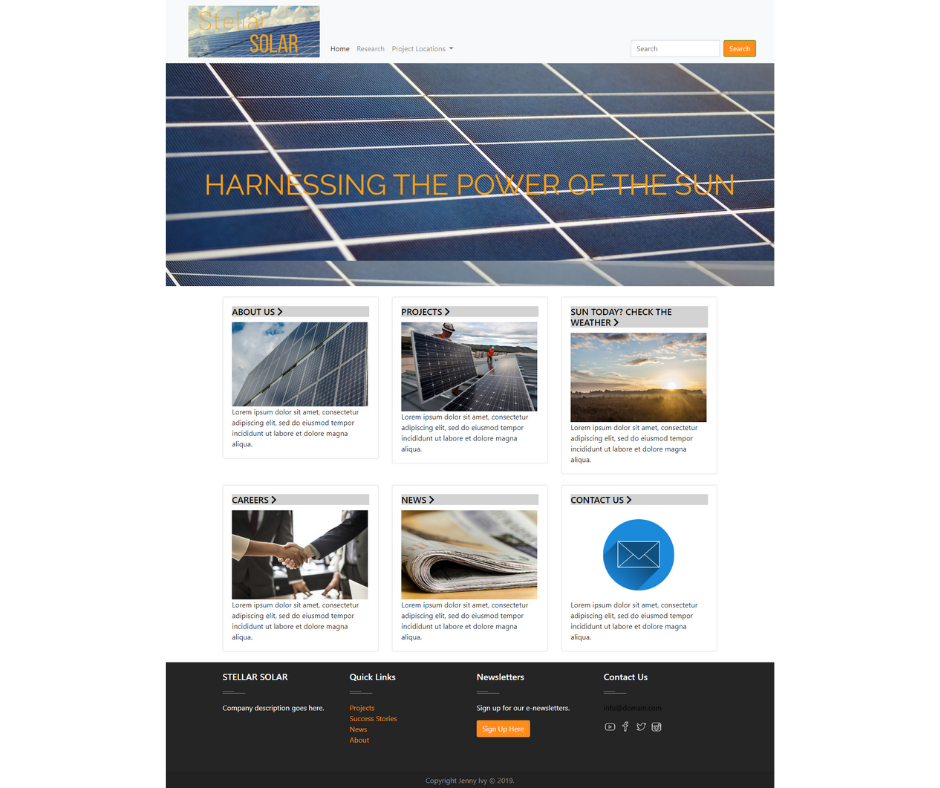 Stellar
SOLAR
Home Research Project Locations
Search Search
HARNESSING THE POWER OF THE SUN
ABOUT US
Lorem ipsum dolor sit amet, consectetur
adipiscing elit, sed do eiusmod tempor
incididunt ut labore et dolore magna
aliqua.
PROJECTS
Lorem ipsum dolor sit amet, consectetur
adipiscing elit, sed do eiusmod tempor
incididunt ut labore et dolore magna
aliqua.
SUN TODAY? CHECK THE
WEATHER
Lorem ipsum dolor sit amet, consectetur
adipiscing elit, sed do eiusmod tempor
incididunt ut labore et dolore magna
aliqua.
CAREERS
Lorem ipsum dolor sit amet, consectetur
adipiscing elit, sed do eiusmod tempor
incididunt ut labore et dolore magna
aliqua.
NEWS
Lorem ipsum dolor sit amet, consectetur
adipiscing elit, sed do eiusmod tempor
incididunt ut labore et dolore magna
aliqua.
CONTACT US
Lorem ipsum dolor sit amet, consectetur
adipiscing elit, sed do eiusmod tempor
incididunt ut labore et dolore magna
aliqua.
STELLAR SOLAR
Company description goes here.
Quick Links
Projects
Success Stories
News
About
Newsletters
Sign up for our e-newsletters.
Sign Up Here
Contact Us
info@domain.com
Copyright Jenny Ivy © 2019.